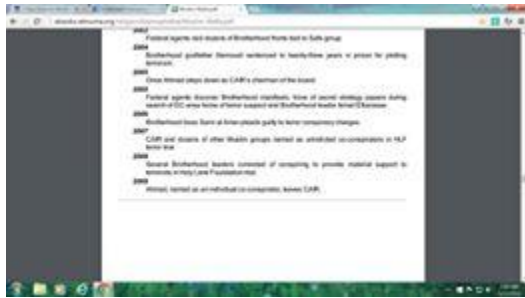 2002
Federal agents raid dozens of Brotherhood fronts tied to Safa group.
2004
Brotherhood godfather Alamoudi sentenced to twenty-three years in prison for plotting
terrorism.
2005
Omar Ahmad steps down as CAIR's chairman of the board.
2005
Federal agents discover Brotherhood manifesto, trove of secret strategy papers during
search of DC-area home of terror suspect and Brotherhood leader Ismail Elbarasse.
2006
Brotherhood boss Sami al-Arian pleads guilty to terror conspiracy charges.
2007
CAIR and dozens of other Muslim groups named as unindicted co-conspirators in HLF
terror trial.
2008
Several Brotherhood leaders convicted of conspiring to provide material support to
terrorists in Holy Land Foundation trial.
2009
Ahmad, named as an individual co-conspirator, leaves CAIR.